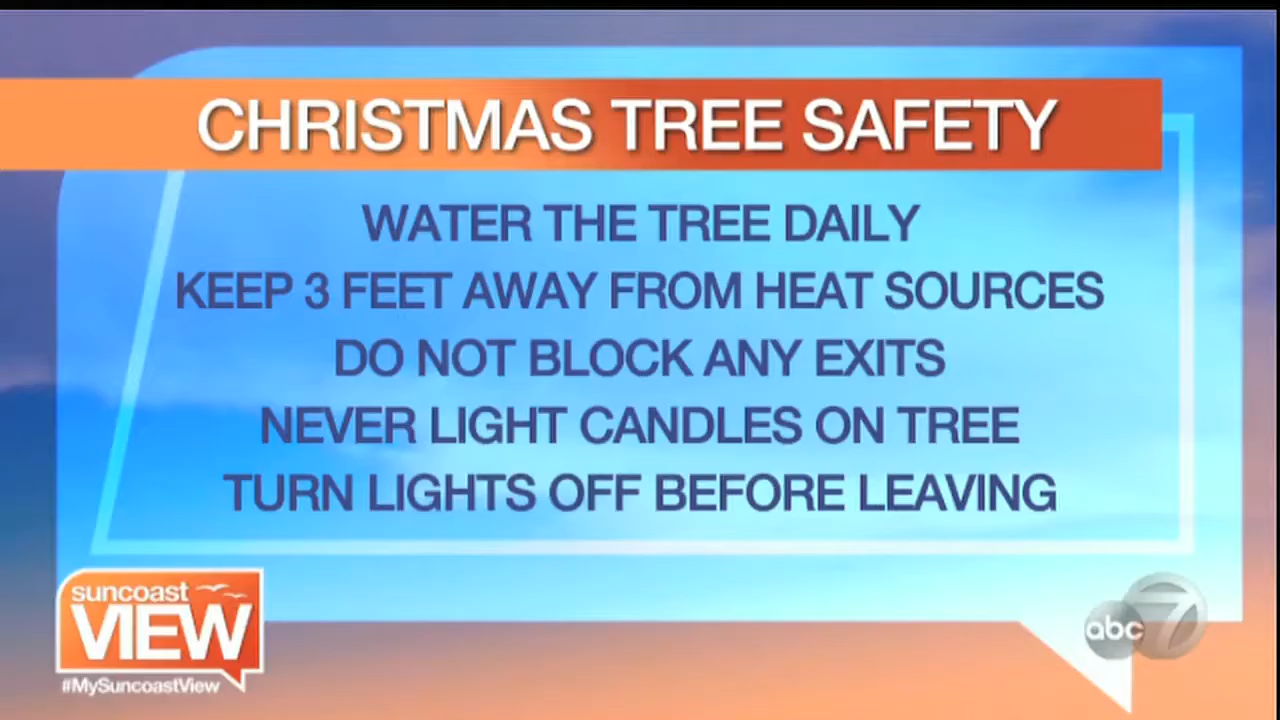 CHRISTMAS TREE SAFETY
WATER THE TREE DAILY
KEEP 3 FEET AWAY FROM HEAT SOURCES
DO NOT BLOCK ANY EXITS
NEVER LIGHT CANDLES ON TREE
TURN LIGHTS OFF BEFORE LEAVING
suncoast
VIEW
#MySuncoastView
abc 7